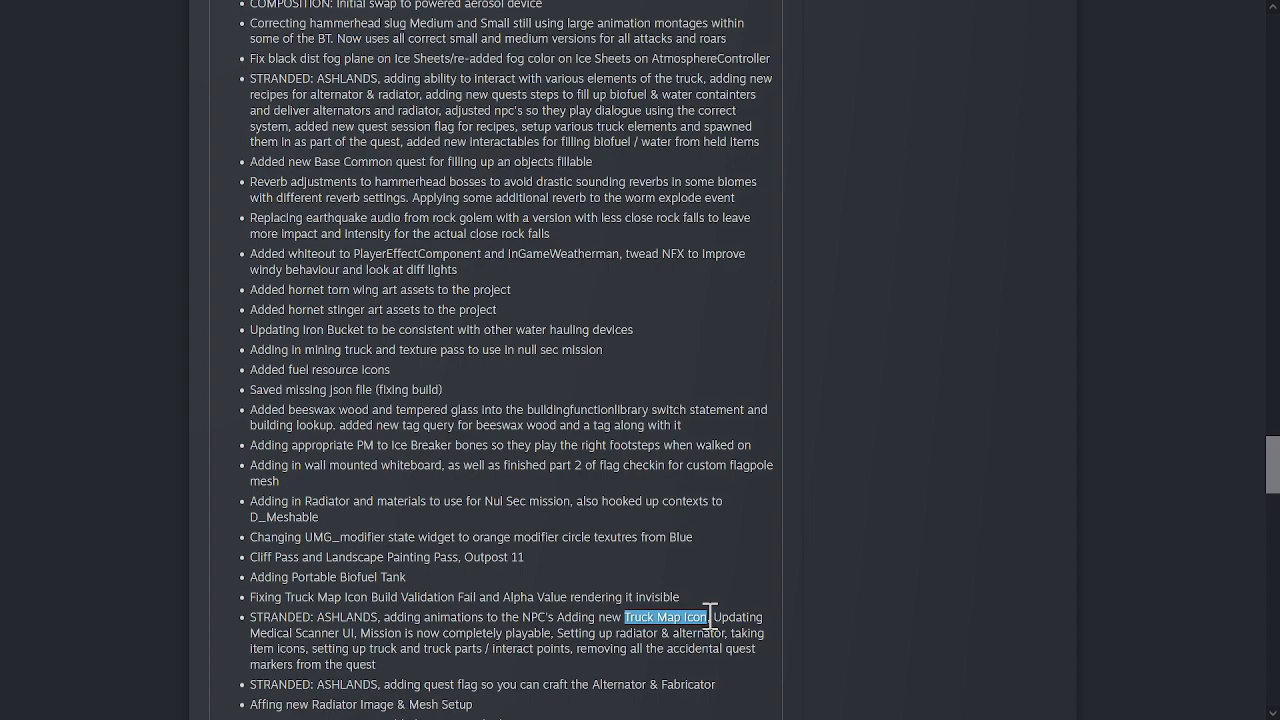 COMPOSITION: Initial swap to powered aerosol device
Correcting hammerhead slug Medium and Small still using large animation montages within
some of the BT. Now uses all correct small and medium versions for all attacks and roars
Fix black dist fog plane on Ice Sheets/re-added fog color on Ice Sheets on AtmosphereController
STRANDED: ASHLANDS, adding ability to interact with various elements of the truck, adding new
recipes for alternator & radiator, adding new quests steps to fill up biofuel & water containters
and deliver alternators and radiator, adjusted npc's so they play dialogue using the correct
system, added new quest session flag for recipes, setup various truck elements and spawned
them in as part of the quest, added new interactables for filling biofuel / water from held items
Added new Base Common quest for filling up an objects fillable
Reverb adjustments to hammerhead bosses to avoid drastic sounding reverbs in some biomes
with different reverb settings. Applying some additional reverb to the worm explode event
Replacing earthquake audio from rock golem with a version with less close rock falls to leave
more impact and intensity for the actual close rock falls
Added whiteout to PlayerEffectComponent and InGameWeatherman, twead NFX to improve
windy behaviour and look at diff lights
Added hornet torn wing art assets to the project
Added hornet stinger art assets to the project
Updating Iron Bucket to be consistent with other water hauling devices
Adding in mining truck and texture pass to use in null sec mission
Added fuel resource icons
Saved missing json file (fixing build)
Added beeswax wood and tempered glass into the buildingfunctionlibrary switch statement and
building lookup. added new tag query for beeswax wood and a tag along with it
Adding appropriate PM to Ice Breaker bones so they play the right footsteps when walked on
Adding in wall mounted whiteboard, as well as finished part 2 of flag checkin for custom flagpole
mesh
Adding in Radiator and materials to use for Nul Sec mission, also hooked up contexts to
D_Meshable
Changing UMG_modifier state widget to orange modifier circle texutres from Blue
Cliff Pass and Landscape Painting Pass, Outpost 11
Adding Portable Biofuel Tank
Fixing Truck Map Icon Build Validation Fail and Alpha Value rendering it invisible
STRANDED: ASHLANDS, adding animations to the NPC's Adding new Truck Map Icon, Updating
Medical Scanner UI, Mission is now completely playable, Setting up radiator & alternator, taking
item icons, setting up truck and truck parts / interact points, removing all the accidental quest
markers from the quest
STRANDED: ASHLANDS, adding quest flag so you can craft the Alternator & Fabricator
Affing new Radiator Image & Mesh Setup